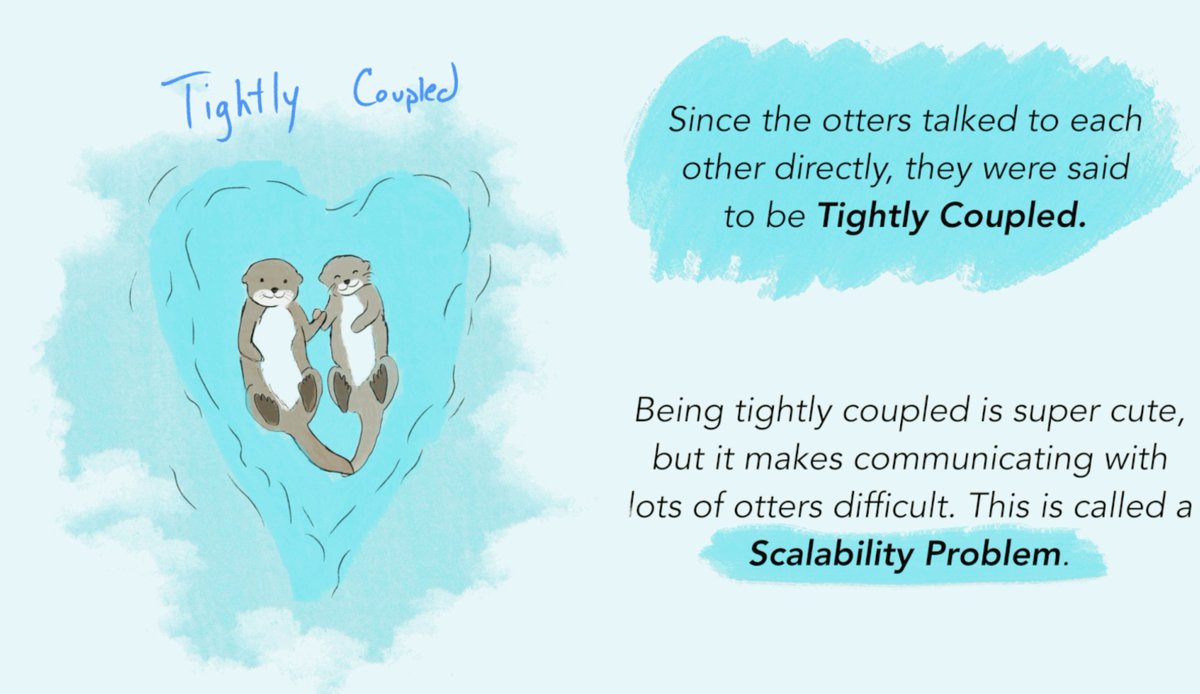 Tightly Coupled
Since the otters talked to each
other directly, they were said
to be Tightly Coupled.
Being tightly coupled is super cute,
but it makes communicating with
lots of otters difficult. This is called a
Scalability Problem.